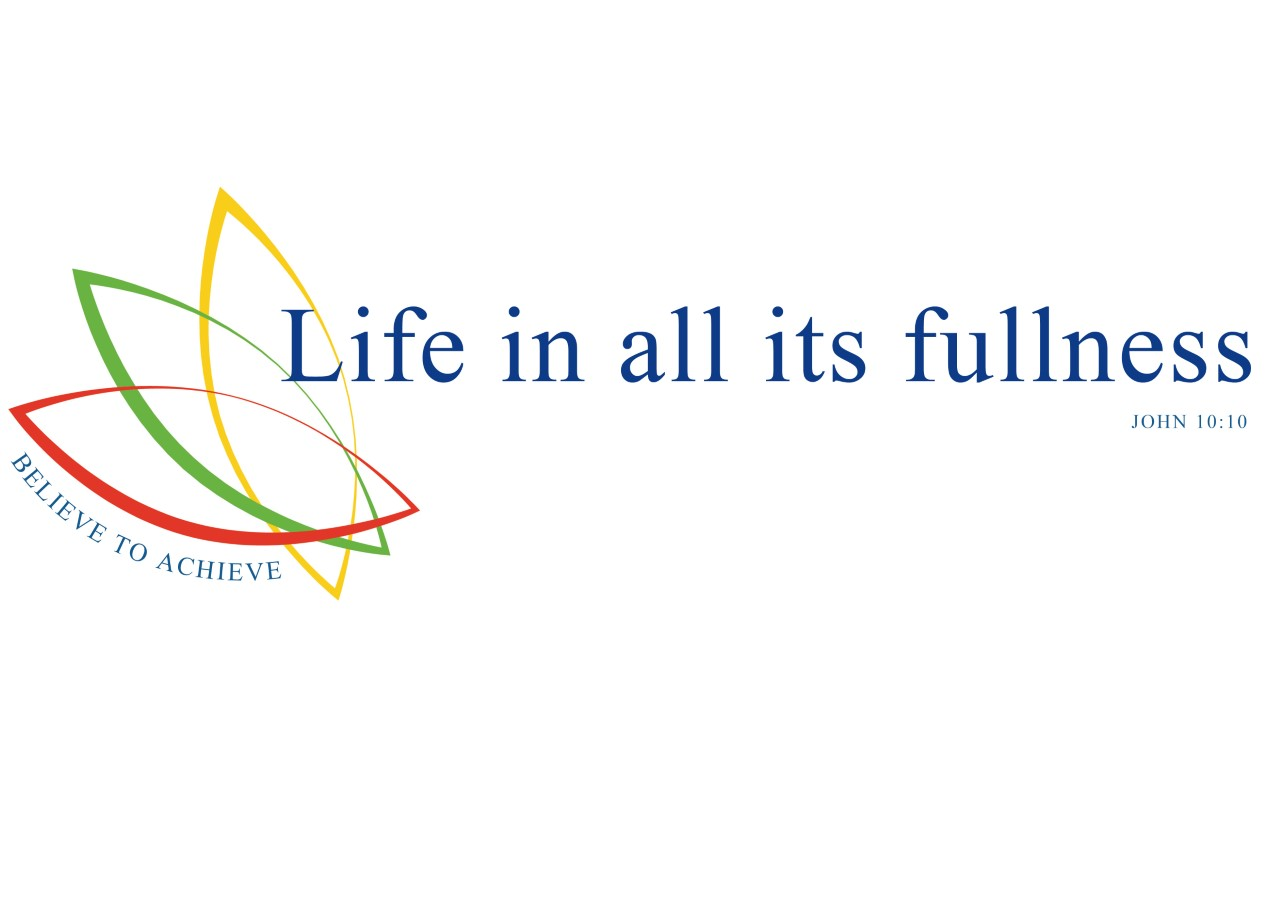 Life in all its fullness
JOHN 10:10
BELIEVE TO ACHIEVE